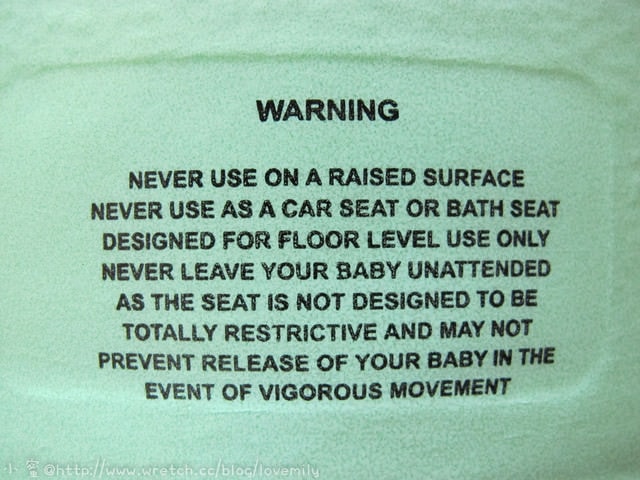 WARNING
NEVER USE ON A RAISED SURFACE
NEVER USE AS A CAR SEAT OR BATH SEAT
DESIGNED FOR FLOOR LEVEL USE ONLY
NEVER LEAVE YOUR BABY UNATTENDED
AS THE SEAT IS NOT DESIGNED TO BE
TOTALLY RESTRICTIVE AND MAY NOT
PREVENT RELEASE OF YOUR BABY IN THE
EVENT OF VIGOROUS MOVEMENT
小蜜@http://www.wretch.cc/blog/lovemily